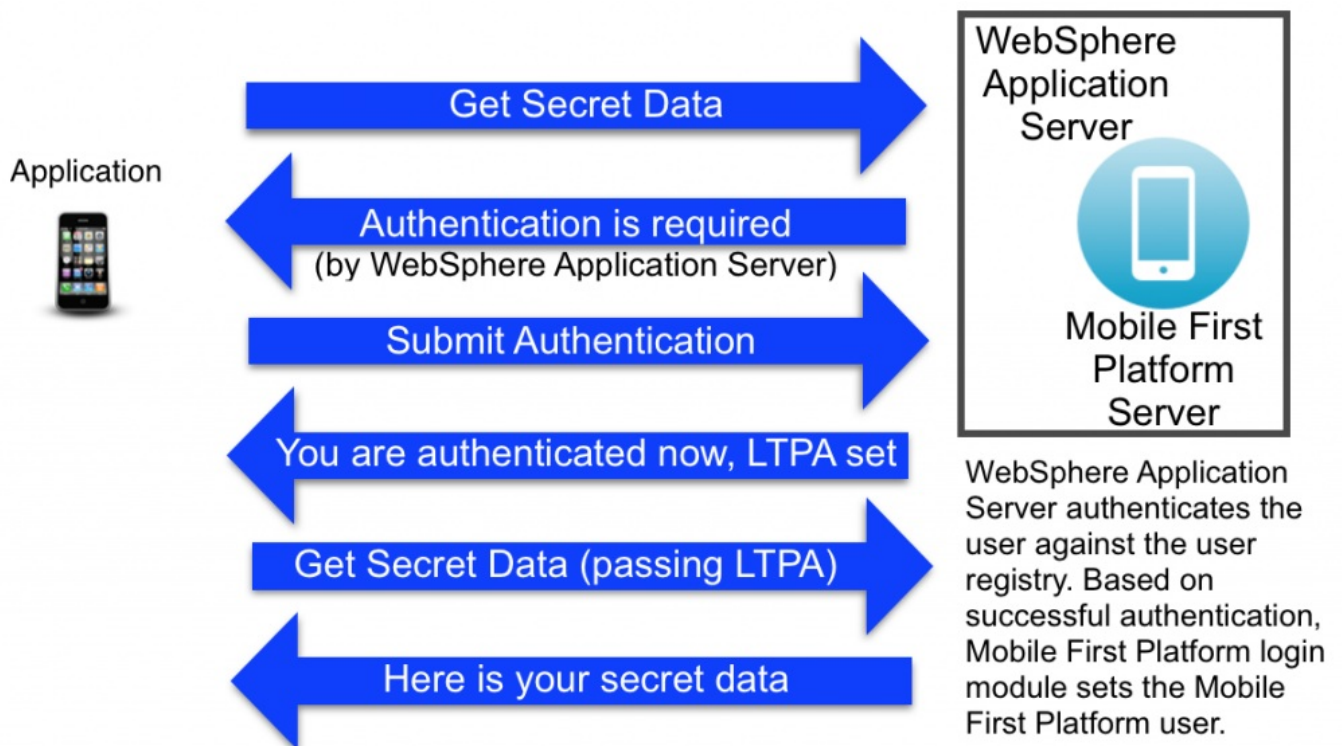 WebSphere
Application
Server
Get Secret Data
Application
Authentication is required
(by WebSphere Application Server)
Mobile First
Platform
Server
Submit Authentication
You are authenticated now, LTPA set
Get Secret Data (passing LTPA)
Here is your secret data
WebSphere Application
Server authenticates the
user against the user
registry. Based on
successful authentication,
Mobile First Platform login
module sets the Mobile
First Platform user.